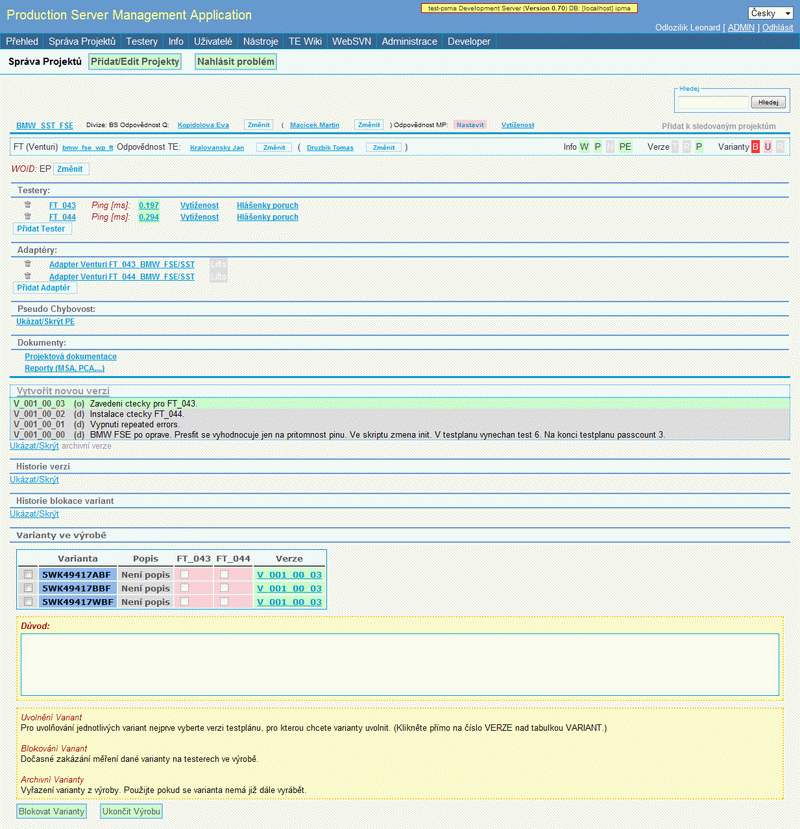 Production Server Management Application
test-psma Development Server (Version 0.70) DB: [localhost] ipma
Česky
Odlozilik Leonard [ ADMIN ] Odhlásit
Přehled Správa Projektů Testery Info Uživatelé Nástroje TE Wiki WebSVN Administrace Developer
Správa Projektů Přidat/Edit Projekty Nahlásit problém
Hledej
Hledej
BMW_SST_FSE Divize: BS Odpovědnost Q: Kopidolova Eva Změnit ( Macicek Martin Změnit ) Odpovědnost MP: Nastavit Vytíženost Přidat k sledovaným projektům
FT (Venturi) bmw_fse_wp_ft Odpovědnost TE: Kralovansky Jan Změnit ( Druzbik Tomas Změnit ) Info W P N PE Verze T R P Varianty B U R
WOID: EP Změnit
Testery:
FT_043 Ping [ms]: 0.197 Vytíženost Hlášenky poruch
FT_044 Ping [ms]: 0.294 Vytíženost Hlášenky poruch
Přidat Tester
Adaptéry:
Adapter Venturi FT_043_BMW_FSE/SST Lifts
Adapter Venturi FT_044_BMW_FSE/SST Lifts
Přidat Adaptér
Pseudo Chybovost:
Ukázat/Skrýt PE
Dokumenty:
Projektová dokumentace
Reporty (MSA, PCA,...)
Vytvořit novou verzi
V_001_00_03 (o) Zavedeni ctecky pro FT_043.
V_001_00_02 (d) Instalace ctecky FT_044.
V_001_00_01 (d) Vypnuti repeated errors.
V_001_00_00 (d) BMW FSE po oprave. Presfit se vyhodnocuje jen na pritomnost pinu. Ve skriptu zmena init. V testplanu vynechan test 6. Na konci testplanu passcount 3.
Ukázat/Skrýt archivní verze
Historie verzí
Ukázat/Skrýt
Historie blokace variant
Ukázat/Skrýt
Varianty ve výrobě
Varianta Popis FT_043 FT_044 Verze
5WK49417ABF Není popis V_001_00_03
5WK49417BBF Není popis V_001_00_03
5WK49417WBF Není popis V_001_00_03
Důvod:
Uvolnění Variant
Pro uvolňování jednotlivých variant nejprve vyberte verzi testplánu, pro kterou chcete varianty uvolnit. (Klikněte přímo na číslo VERZE nad tabulkou VARIANT.)
Blokování Variant
Dočasné zakázání měření dané varianty na testerech ve výrobě.
Archivní Varianty
Vyřazení varianty z výroby. Použijte pokud se varianta nemá již dále vyrábět.
Blokovat Varianty Ukončit Výrobu